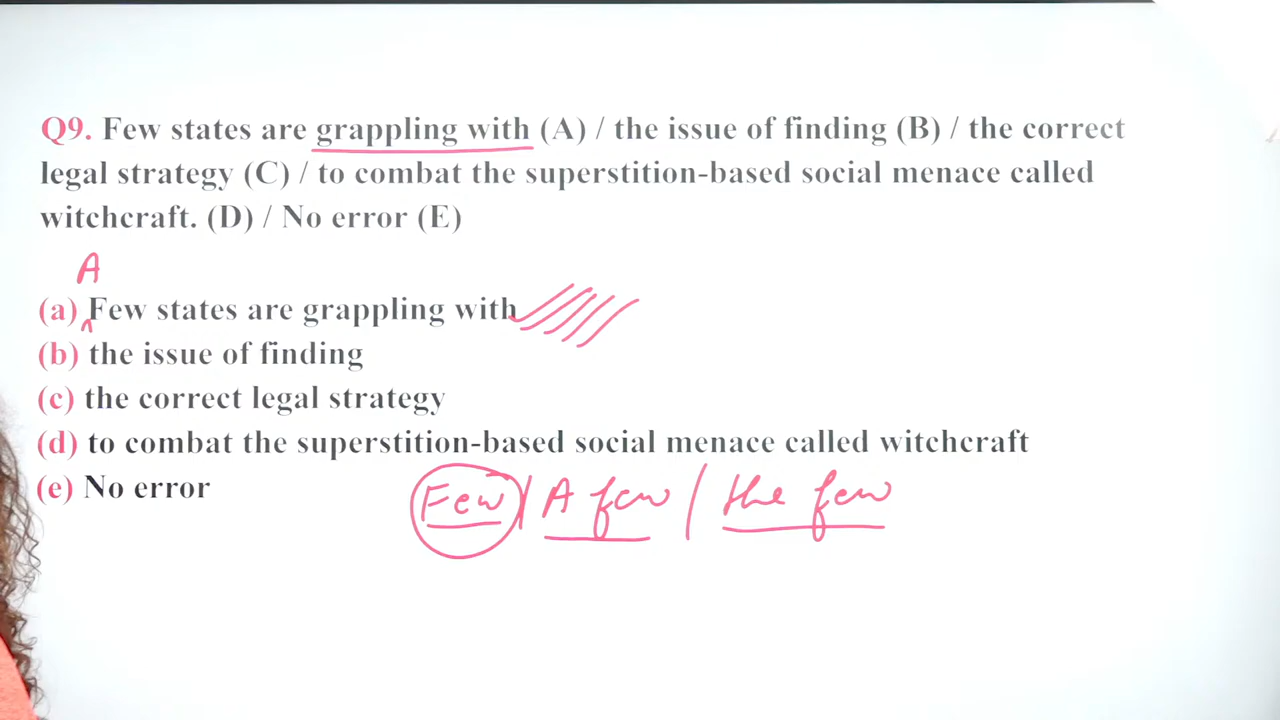 Q9. Few states are grappling with (A) / the issue of finding (B) / the correct
legal strategy (C) / to combat the superstition-based social menace called
witchcraft. (D) / No error (E)
A
(a) Few states are grappling with
(b) the issue of finding
(c) the correct legal strategy
(d) to combat the superstition-based social menace called witchcraft
(e) No error
Few / A few / the few